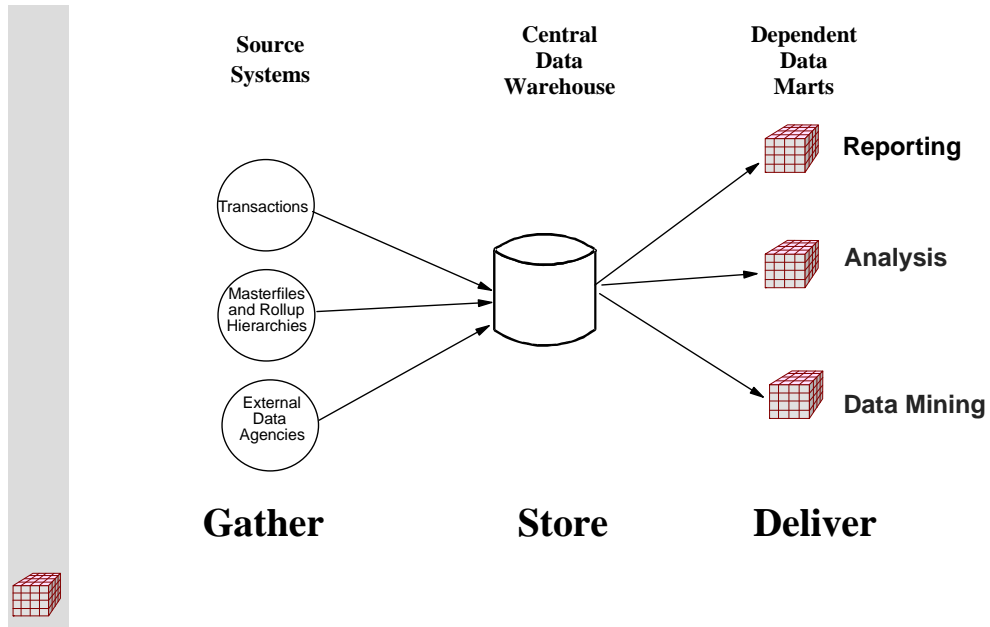 Source
Systems
Central
Data
Warehouse
Dependent
Data
Marts
Transactions
Masterfiles
and Rollup
Hierarchies
External
Data
Agencies
Reporting
Analysis
Data Mining
Gather
Store
Deliver